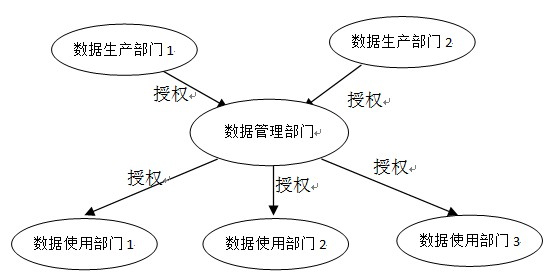 数据生产部门1
数据生产部门2
授权
授权
数据管理部门
授权
授权
授权
数据使用部门1
数据使用部门2
数据使用部门3